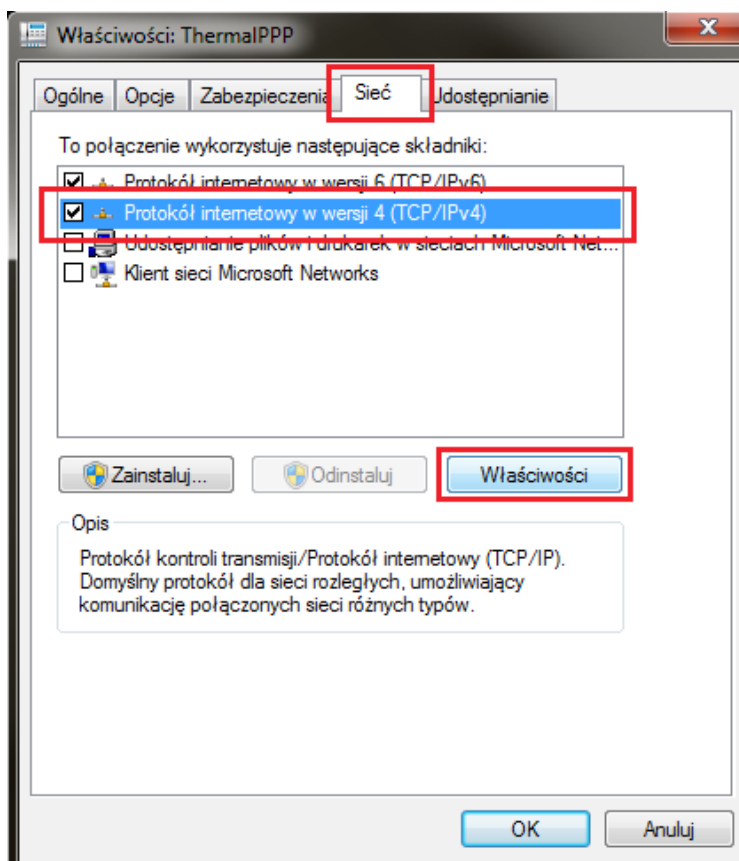 Właściwości: ThermalPPP
x
Ogólne Opcje Zabezpieczenia Sieć Udostępnianie
To połączenie wykorzystuje następujące składniki:
Protokół internetowy w wersji 6 (TCP/IPv6)
Protokół internetowy w wersji 4 (TCP/IPv4)
Udostępnianie plików i drukarek w sieciach Microsoft Net...
Klient sieci Microsoft Networks
Zainstaluj... Odinstaluj Właściwości
Opis
Protokół kontroli transmisji/Protokół internetowy (TCP/IP).
Domyślny protokół dla sieci rozległych, umożliwiający
komunikację połączonych sieci różnych typów.
OK Anuluj